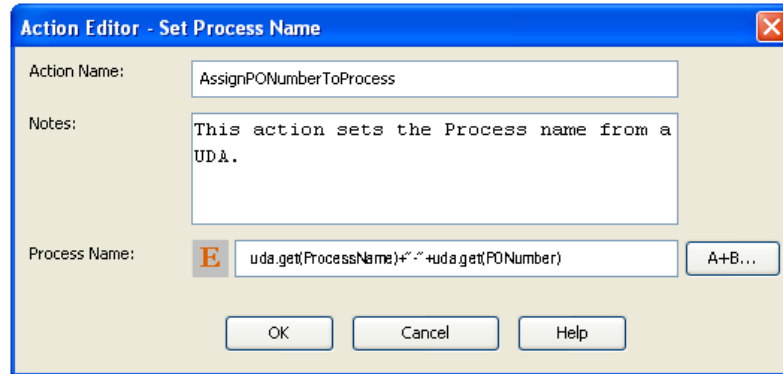 Action Editor - Set Process Name
Action Name:
AssignPONumberToProcess
Notes:
This action sets the Process name from a
UDA.
Process Name:
E
uda.get(ProcessName)+"-"+uda.get(PONumber)
A+B...
OK
Cancel
Help